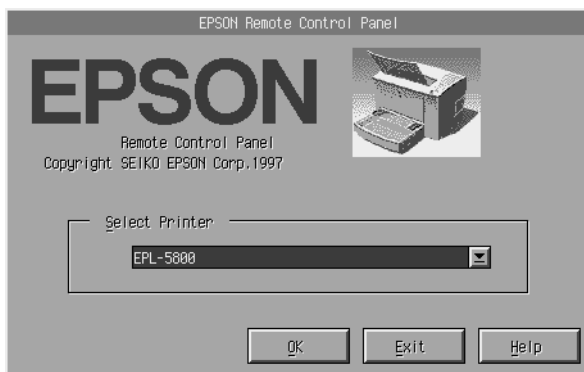 EPSON Remote Control Panel
EPSON
Remote Control Panel
Copyright SEIKO EPSON Corp.1997
Select Printer
EPL-5800
OK
Exit
Help